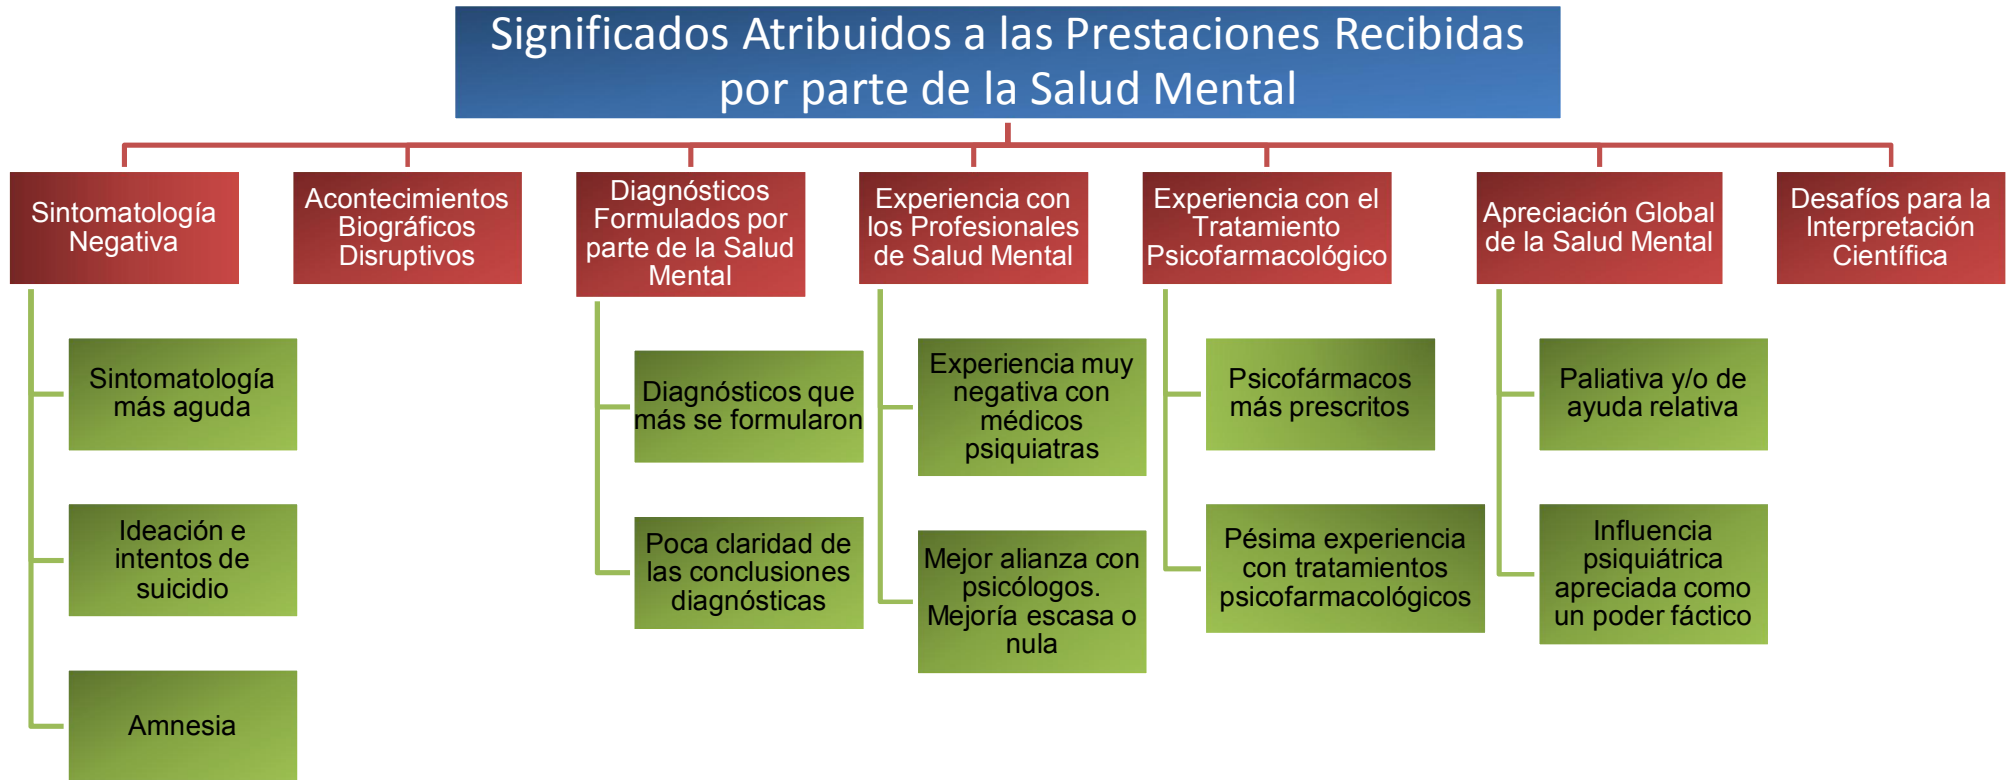 Significados Atribuidos a las Prestaciones Recibidas
por parte de la Salud Mental
Sintomatología
Negativa
Acontecimientos
Biográficos
Disruptivos
Diagnósticos
Formulados por
parte de la Salud
Mental
Experiencia con
los Profesionales
de Salud Mental
Experiencia con el
Tratamiento
Psicofarmacológico
Apreciación Global
de la Salud Mental
Desafíos para la
Interpretación
Científica
Sintomatología
más aguda
Ideación e
intentos de
suicidio
Amnesia
Diagnósticos que
más se formularon
Poca claridad de
las conclusiones
diagnósticas
Experiencia muy
negativa con
médicos
psiquiatras
Mejor alianza con
psicólogos.
Mejoría escasa o
nula
Psicofármacos
más prescritos
Pésima experiencia
con tratamientos
psicofarmacológicos
Paliativa y/o de
ayuda relativa
Influencia
psiquiátrica
apreciada como
un poder fáctico